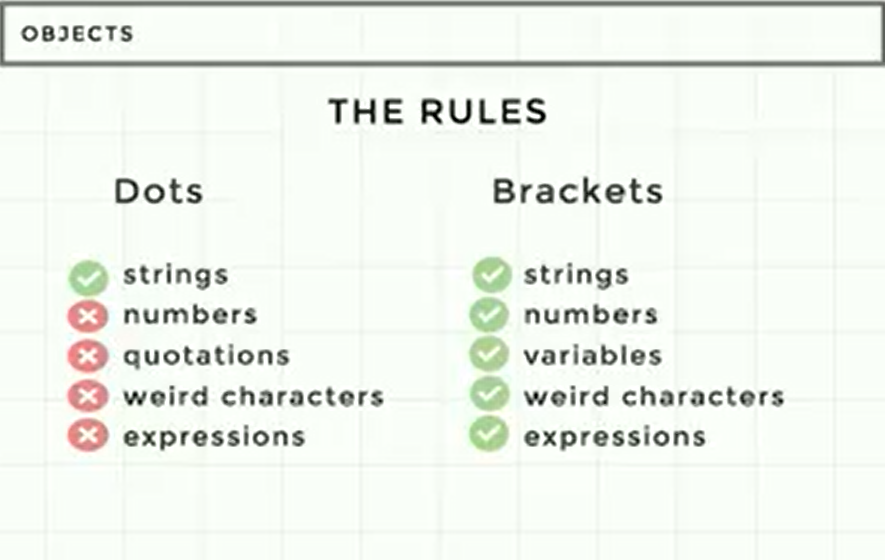 OBJECTS
THE RULES
Dots
strings
numbers
quotations
weird characters
expressions
Brackets
strings
numbers
variables
weird characters
expressions